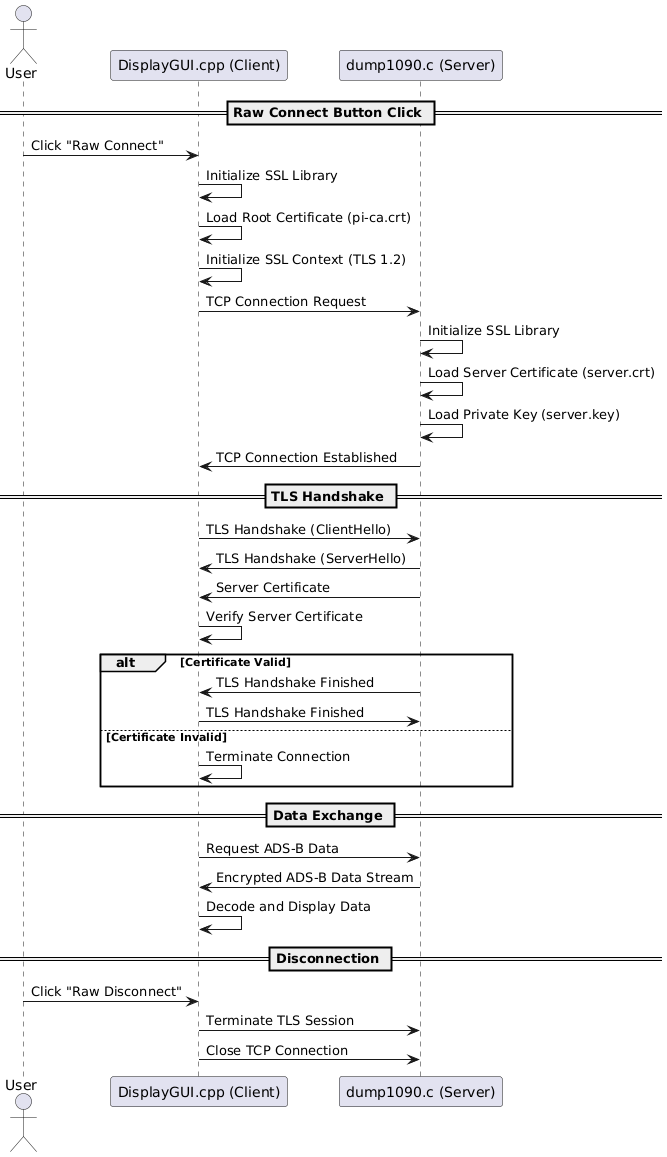 User
DisplayGUI.cpp (Client)
dump1090.c (Server)
Raw Connect Button Click
Click "Raw Connect"
Initialize SSL Library
Load Root Certificate (pi-ca.crt)
Initialize SSL Context (TLS 1.2)
TCP Connection Request
Initialize SSL Library
Load Server Certificate (server.crt)
Load Private Key (server.key)
TCP Connection Established
TLS Handshake
TLS Handshake (ClientHello)
TLS Handshake (ServerHello)
Server Certificate
Verify Server Certificate
alt
[Certificate Valid]
TLS Handshake Finished
TLS Handshake Finished
[Certificate Invalid]
Terminate Connection
Data Exchange
Request ADS-B Data
Encrypted ADS-B Data Stream
Decode and Display Data
Disconnection
Click "Raw Disconnect"
Terminate TLS Session
Close TCP Connection
User
DisplayGUI.cpp (Client)
dump1090.c (Server)